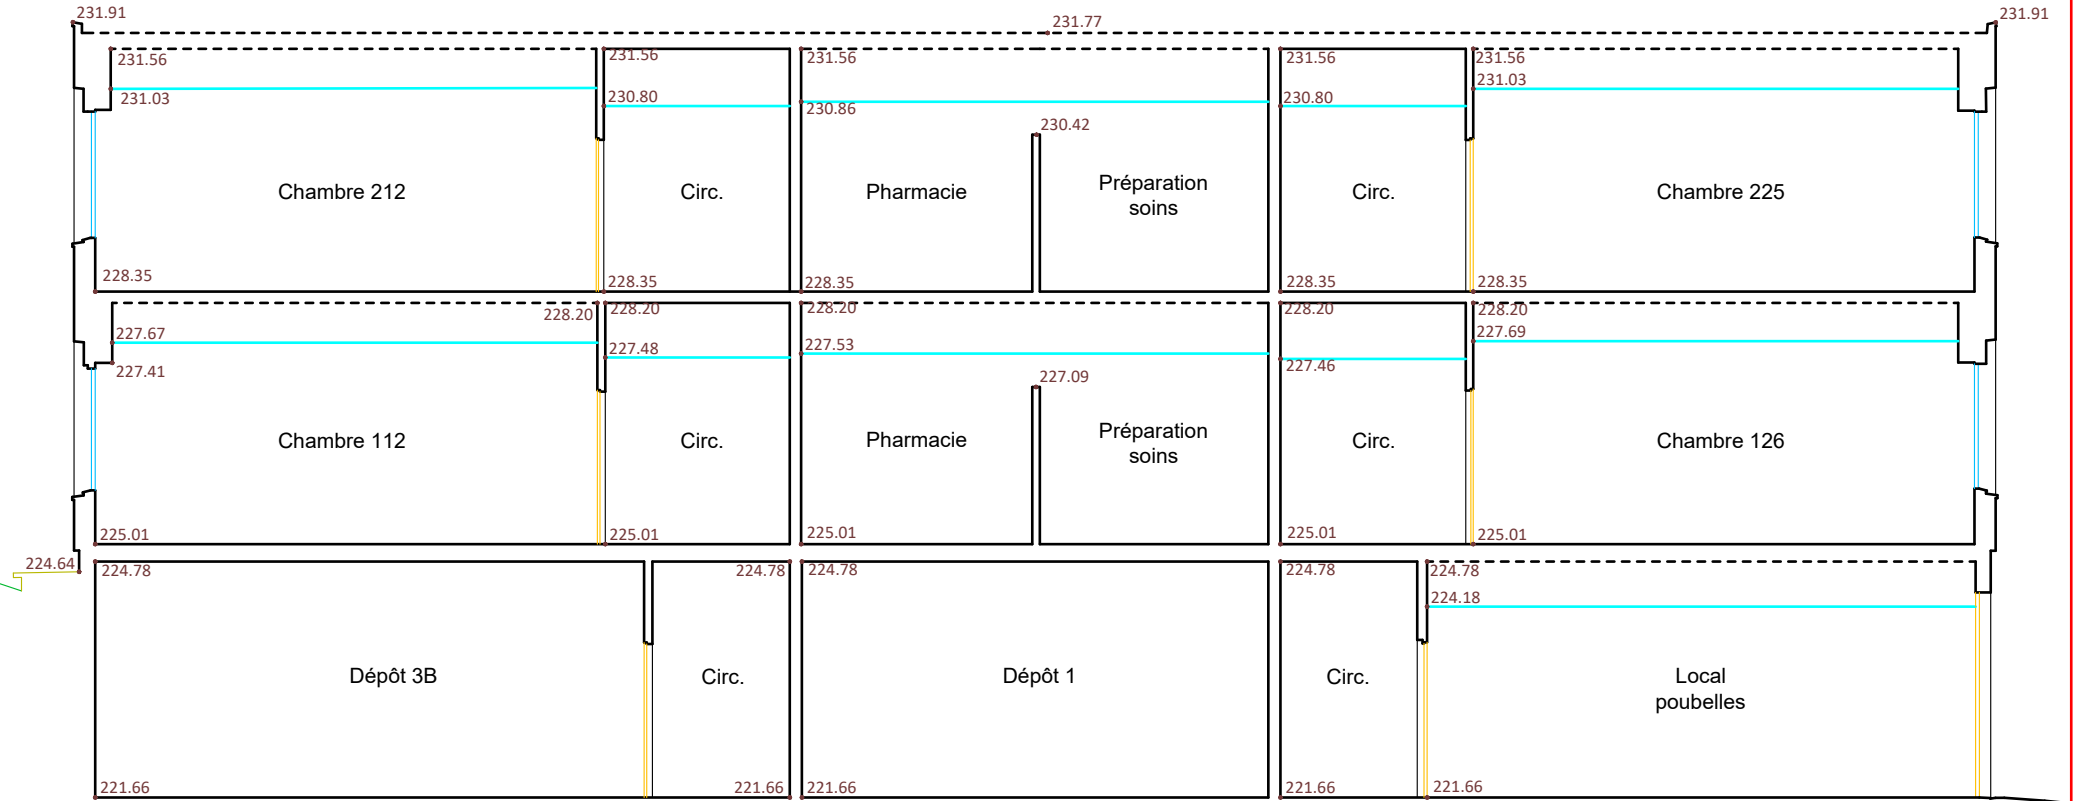 231.91
231.77
231.91
231.56
231.56
231.56
231.56
231.56
231.03
230.80
230.86
230.80
231.03
230.42
Chambre 212
Circ.
Pharmacie
Préparation
soins
Circ.
Chambre 225
228.35
228.35
228.35
228.35
228.35
228.20
228.20
228.20
228.20
228.20
227.67
227.48
227.53
227.46
227.69
227.41
227.09
Chambre 112
Circ.
Pharmacie
Préparation
soins
Circ.
Chambre 126
225.01
225.01
225.01
225.01
225.01
224.64
224.78
224.78
224.78
224.78
224.78
224.18
Dépôt 3B
Circ.
Dépôt 1
Circ.
Local
poubelles
221.66
221.66
221.66
221.66
221.66